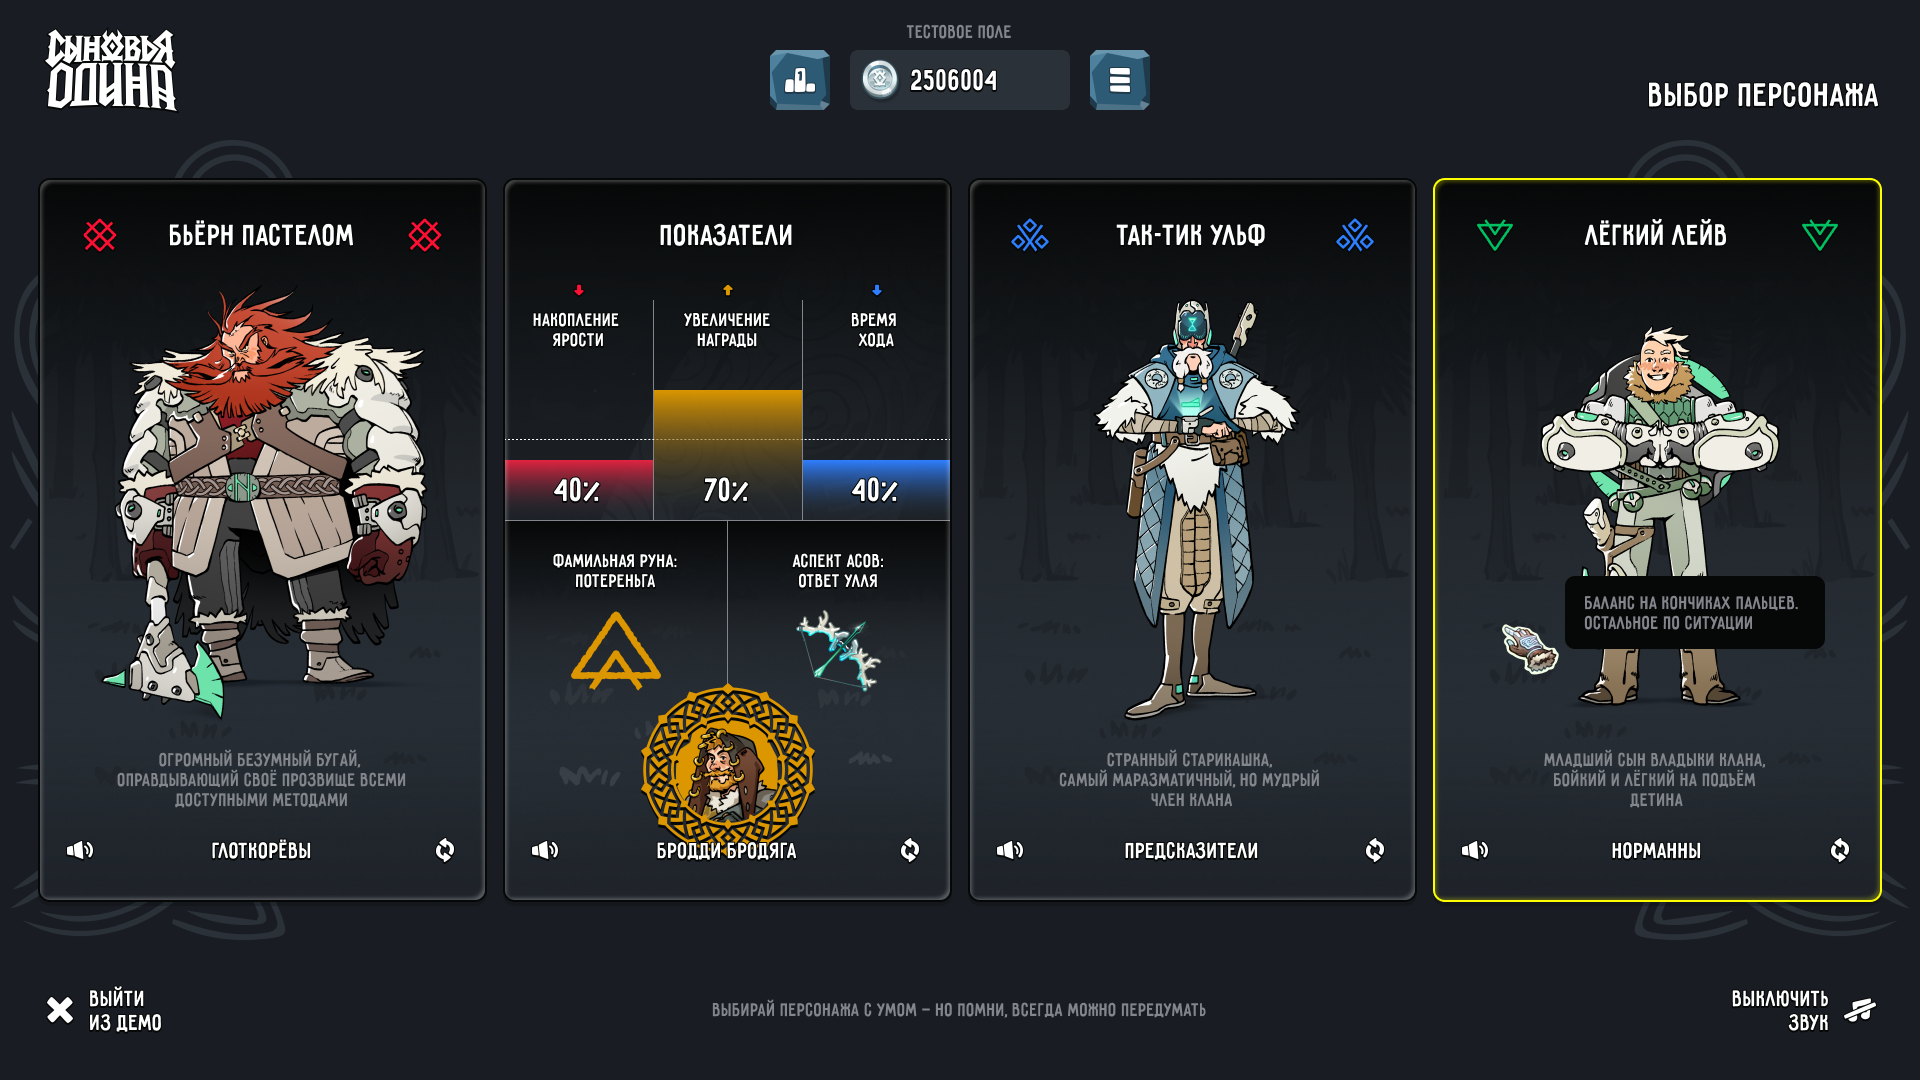 СЫНОВЬЯ
ОДИНА
ТЕСТОВОЕ ПОЛЕ
1
2506004
ВЫБОР ПЕРСОНАЖА
БЬЁРН ПАСТЕЛОМ
ОГРОМНЫЙ БЕЗУМНЫЙ БУГАЙ,
ОПРАВДЫВАЮЩИЙ СВОЁ ПРОЗВИЩЕ ВСЕМИ
ДОСТУПНЫМИ МЕТОДАМИ
ГЛОТКОРЁВЫ
ПОКАЗАТЕЛИ
НАКОПЛЕНИЕ
ЯРОСТИ
УВЕЛИЧЕНИЕ
НАГРАДЫ
ВРЕМЯ
ХОДА
40%
70%
40%
ФАМИЛЬНАЯ РУНА:
ПОТЕРЕНЬГА
АСПЕКТ АСОВ:
ОТВЕТ УЛЛЯ
БРОДДИ БРОДЯГА
ТАК-ТИК УЛЬФ
СТРАННЫЙ СТАРИКАШКА,
САМЫЙ МАРАЗМАТИЧНЫЙ, НО МУДРЫЙ
ЧЛЕН КЛАНА
ПРЕДСКАЗИТЕЛИ
ЛЁГКИЙ ЛЕЙВ
БАЛАНС НА КОНЧИКАХ ПАЛЬЦЕВ.
ОСТАЛЬНОЕ ПО СИТУАЦИИ
МЛАДШИЙ СЫН ВЛАДЫКИ КЛАНА,
БОЙКИЙ И ЛЁГКИЙ НА ПОДЪЁМ
ДЕТИНА
НОРМАННЫ
ВЫЙТИ
ИЗ ДЕМО
ВЫБИРАЙ ПЕРСОНАЖА С УМОМ – НО ПОМНИ, ВСЕГДА МОЖНО ПЕРЕДУМАТЬ
ВЫКЛЮЧИТЬ
ЗВУК